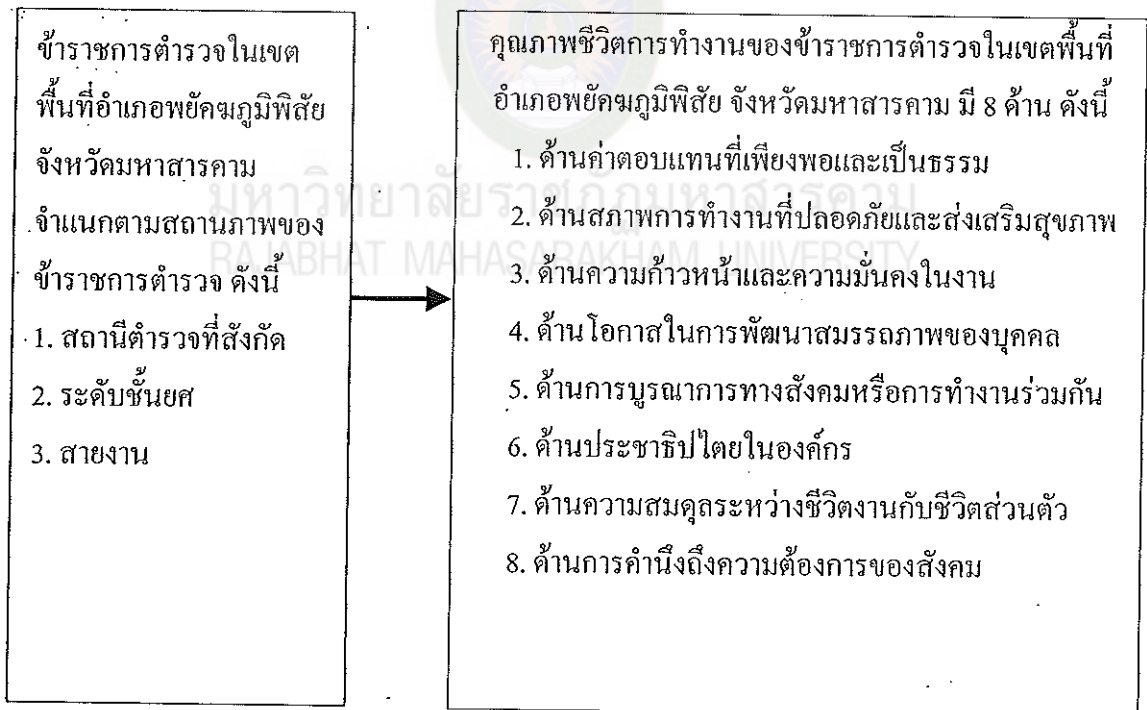 ข้าราชการตำรวจในเขต
พื้นที่อำเภอพยัคฆภูมิพิสัย
จังหวัดมหาสารคาม
จำแนกตามสถานภาพของ
ข้าราชการตำรวจ ดังนี้
1. สถานีตำรวจที่สังกัด
2. ระดับชั้นยศ
3. สายงาน
คุณภาพชีวิตการทำงานของข้าราชการตำรวจในเขตพื้นที่
อำเภอพยัคฆภูมิพิสัย จังหวัดมหาสารคาม มี 8 ด้าน ดังนี้
1. ด้านค่าตอบแทนที่เพียงพอและเป็นธรรม
2. ด้านสภาพการทำงานที่ปลอดภัยและส่งเสริมสุขภาพ
3. ด้านความก้าวหน้าและความมั่นคงในงาน
4. ด้านโอกาสในการพัฒนาสมรรถภาพของบุคคล
5. ด้านการบูรณาการทางสังคมหรือการทำงานร่วมกัน
6. ด้านประชาธิปไตยในองค์กร
7. ด้านความสมดุลระหว่างชีวิตงานกับชีวิตส่วนตัว
8. ด้านการคำนึงถึงความต้องการของสังคม
มหาวิทยาลัยราชภัฏมหาสารคาม
RAJABHAT MAHASARAKHAM UNIVERSITY